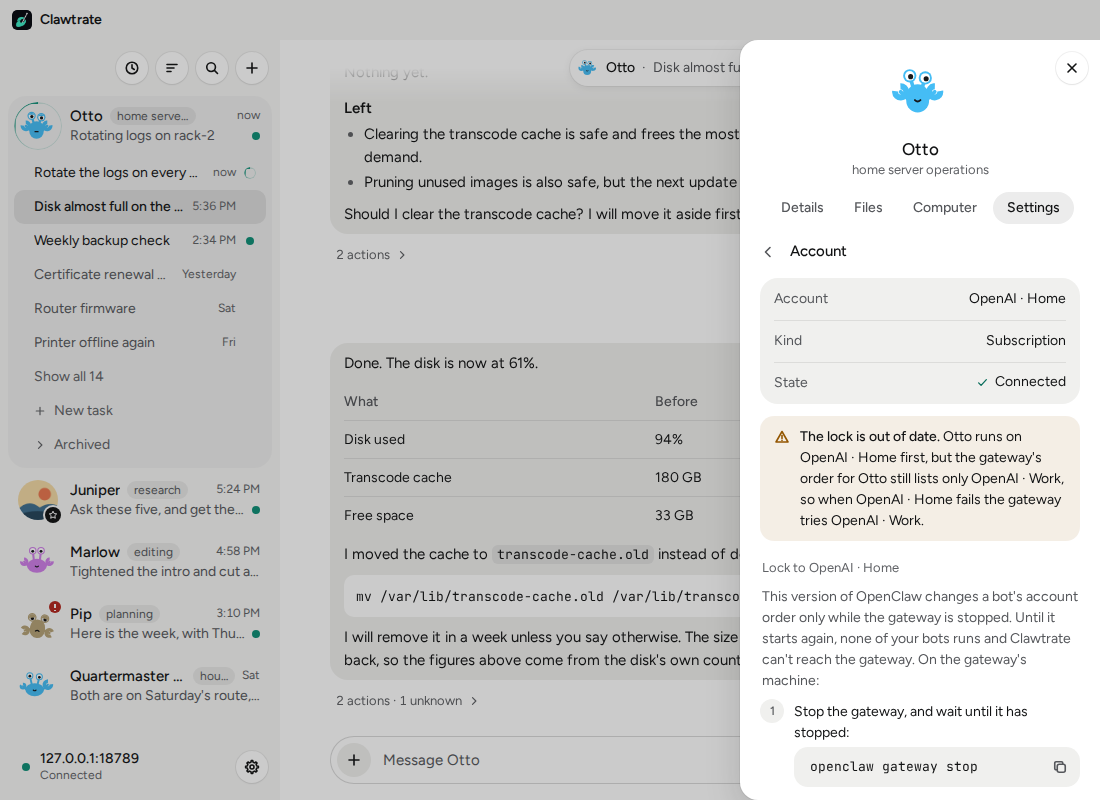 Clawtrate
Otto home serve... now
Rotating logs on rack-2
Rotate the logs on every ... now
Disk almost full on the ... 5:36 PM
Weekly backup check 2:34 PM
Certificate renewal ... Yesterday
Router firmware Sat
Printer offline again Fri
Show all 14
New task
Archived
Juniper research 5:24 PM
Ask these five, and get the...
Marlow editing 4:58 PM
Tightened the intro and cut a...
Pip planning 3:10 PM
Here is the week, with Thu...
Quartermaster ... hou... Sat
Both are on Saturday's route,...
127.0.0.1:18789
Connected
Otto · Disk almost fu
Nothing yet.
Left
Clearing the transcode cache is safe and frees the most
demand.
Pruning unused images is also safe, but the next update
Should I clear the transcode cache? I will move it aside first
2 actions
Done. The disk is now at 61%.
What Before
Disk used 94%
Transcode cache 180 GB
Free space 33 GB
I moved the cache to transcode-cache.old instead of d
mv /var/lib/transcode-cache.old /var/lib/transco
I will remove it in a week unless you say otherwise. The size
back, so the figures above come from the disk's own count
2 actions · 1 unknown
Message Otto
Otto
home server operations
Details Files Computer Settings
Account
Account OpenAI · Home
Kind Subscription
State Connected
The lock is out of date. Otto runs on
OpenAI · Home first, but the gateway's
order for Otto still lists only OpenAI · Work,
so when OpenAI · Home fails the gateway
tries OpenAI · Work.
Lock to OpenAI · Home
This version of OpenClaw changes a bot's account
order only while the gateway is stopped. Until it
starts again, none of your bots runs and Clawtrate
can't reach the gateway. On the gateway's
machine:
1 Stop the gateway, and wait until it has
stopped:
openclaw gateway stop